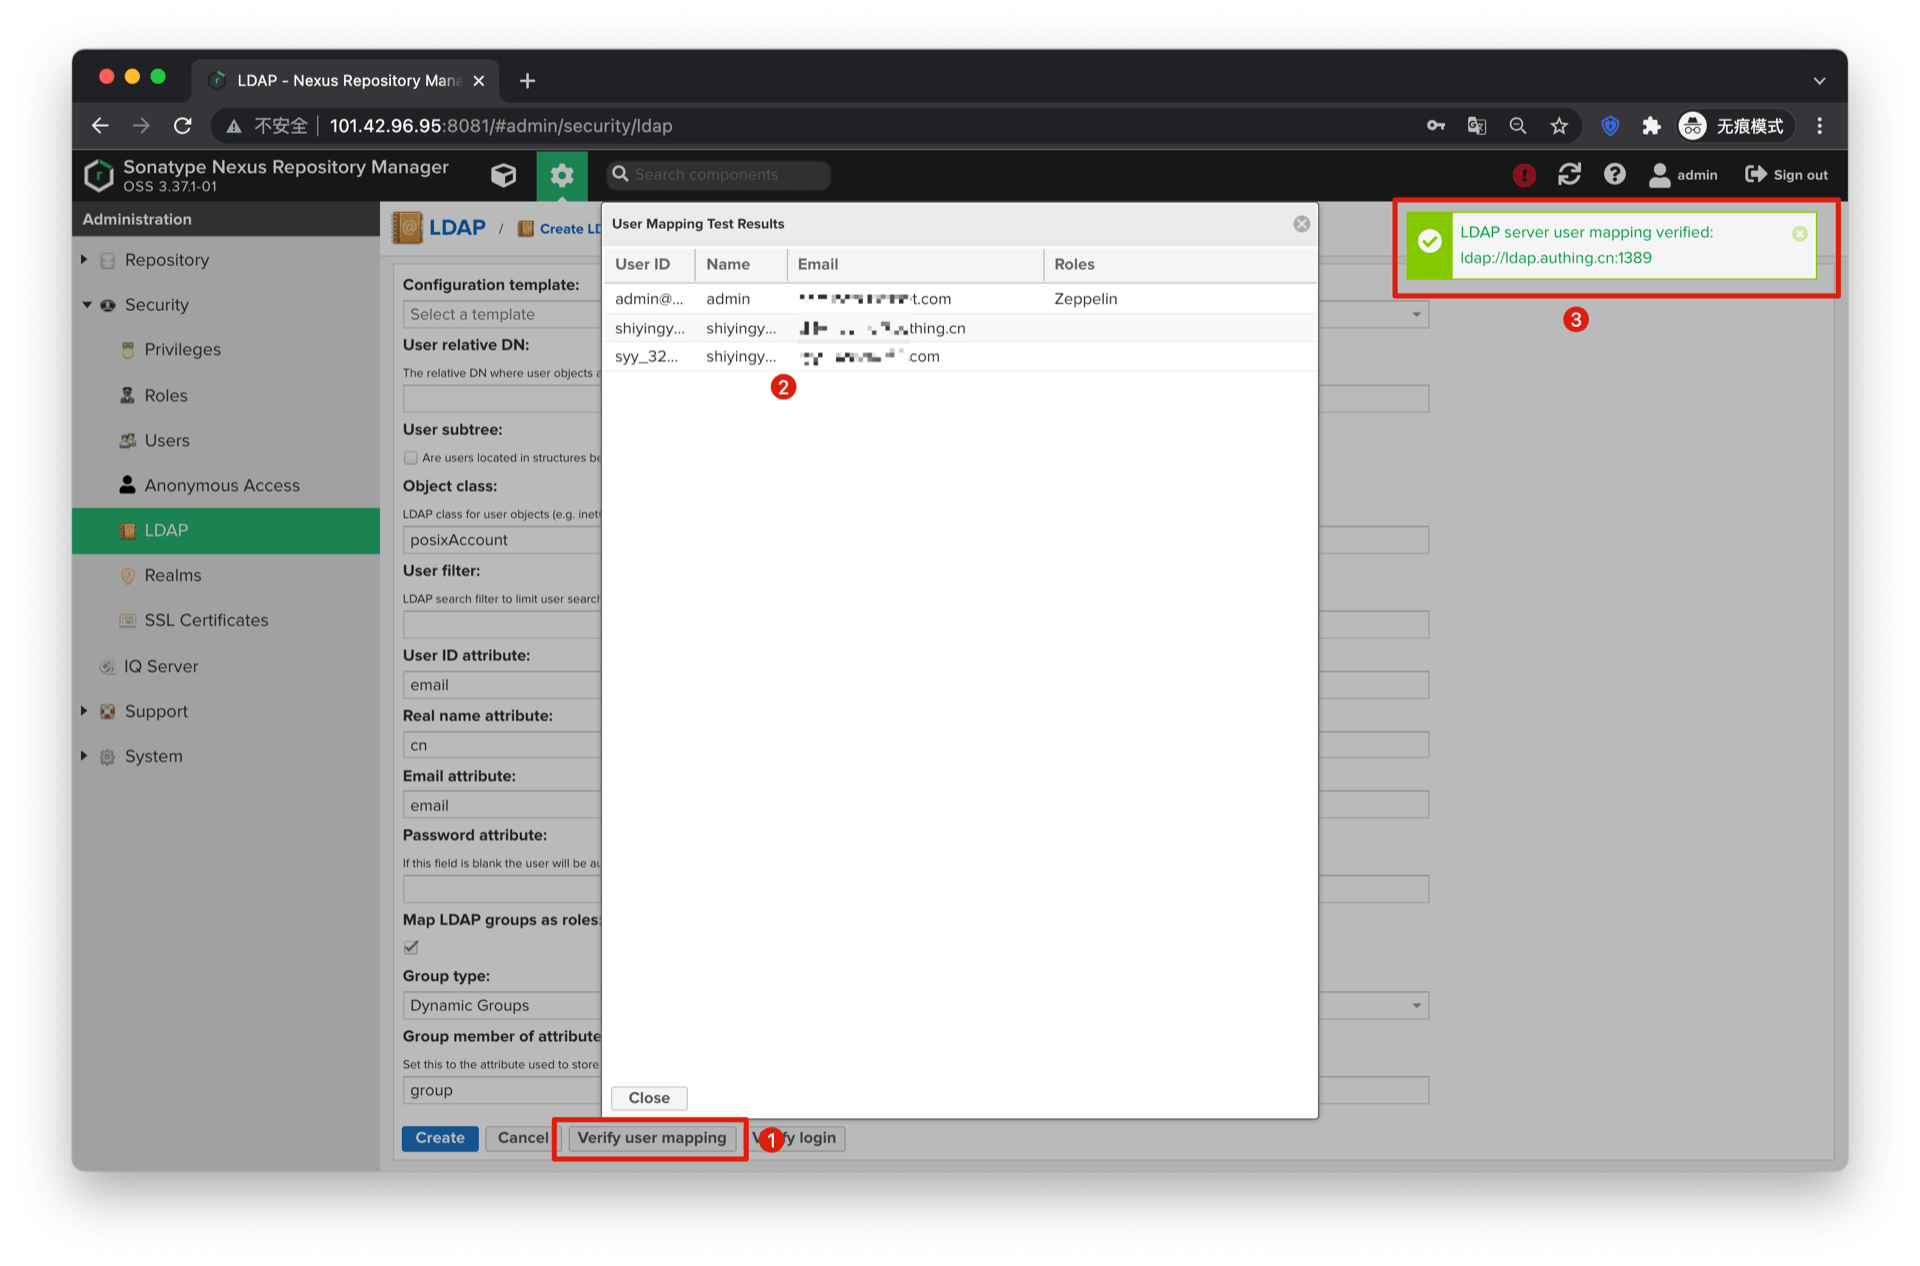 LDAP - Nexus Repository Mana
不安全
101.42.96.95:8081/#admin/security/ldap
无痕模式
Sonatype Nexus Repository Manager
OSS 3.37.1-01
Search components
admin
Sign out
Administration
Repository
Security
Privileges
Roles
Users
Anonymous Access
LDAP
Realms
SSL Certificates
IQ Server
Support
System
LDAP / Create LD
Configuration template:
Select a template
User relative DN:
The relative DN where user objects a
User subtree:
Are users located in structures be
Object class:
LDAP class for user objects (e.g. inet
posixAccount
User filter:
LDAP search filter to limit user search
User ID attribute:
email
Real name attribute:
cn
Email attribute:
email
Password attribute:
If this field is blank the user will be au
Map LDAP groups as roles:
Group type:
Dynamic Groups
Group member of attribute
Set this to the attribute used to store
group
Create
Cancel
Verify user mapping
1
fy login
User Mapping Test Results
User ID Name Email Roles
admin@... admin t.com Zeppelin
shiyingy... shiyingy... thing.cn
syy_32... shiyingy... .com
2
Close
LDAP server user mapping verified:
ldap://ldap.authing.cn:1389
3